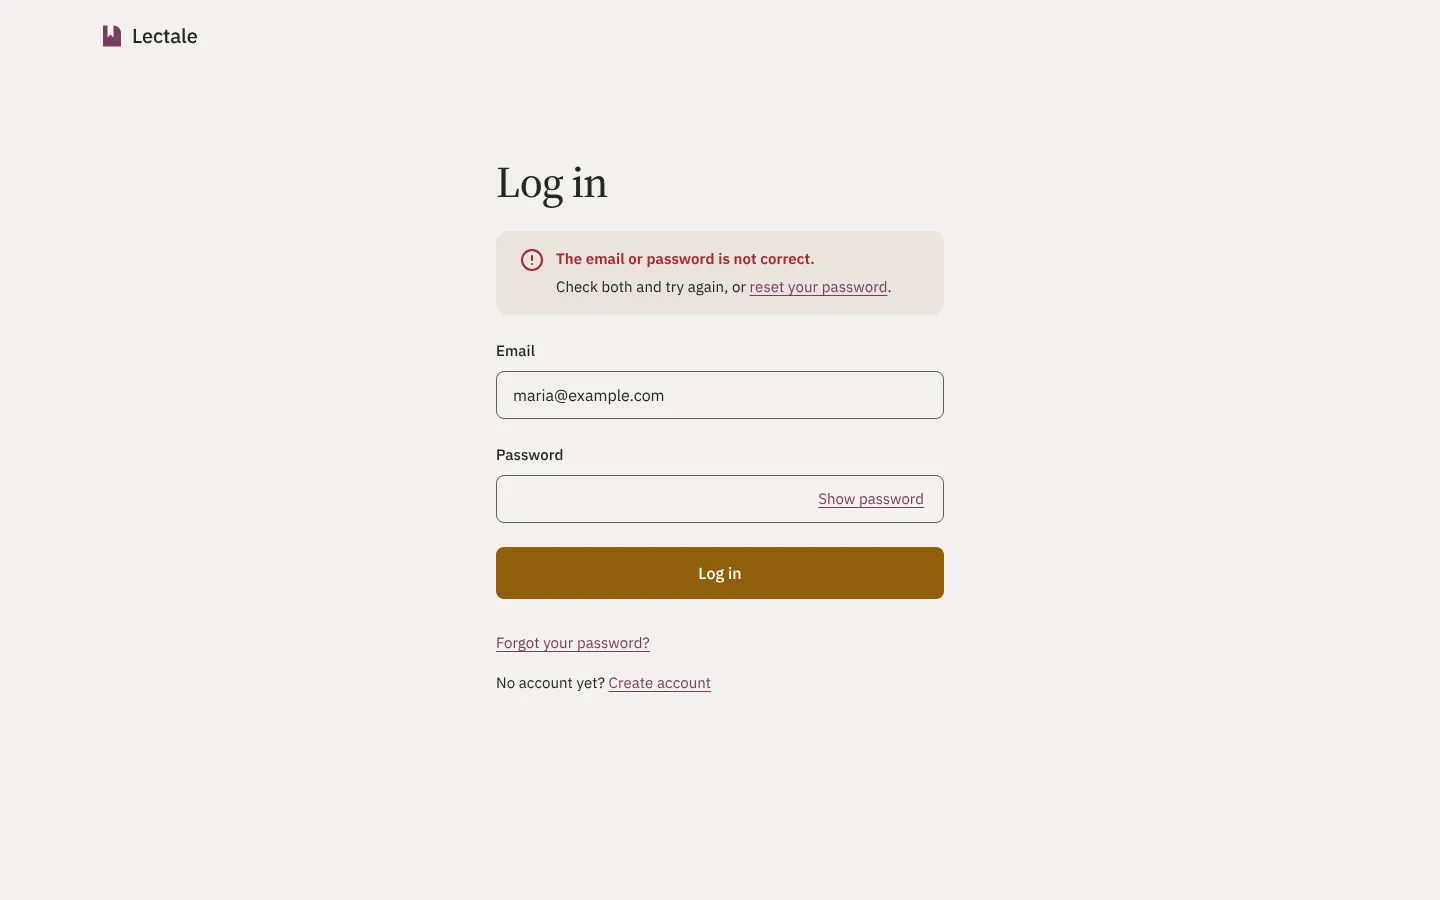 Lectale
Log in
The email or password is not correct.
Check both and try again, or reset your password.
Email
maria@example.com
Password
Show password
Log in
Forgot your password?
No account yet? Create account